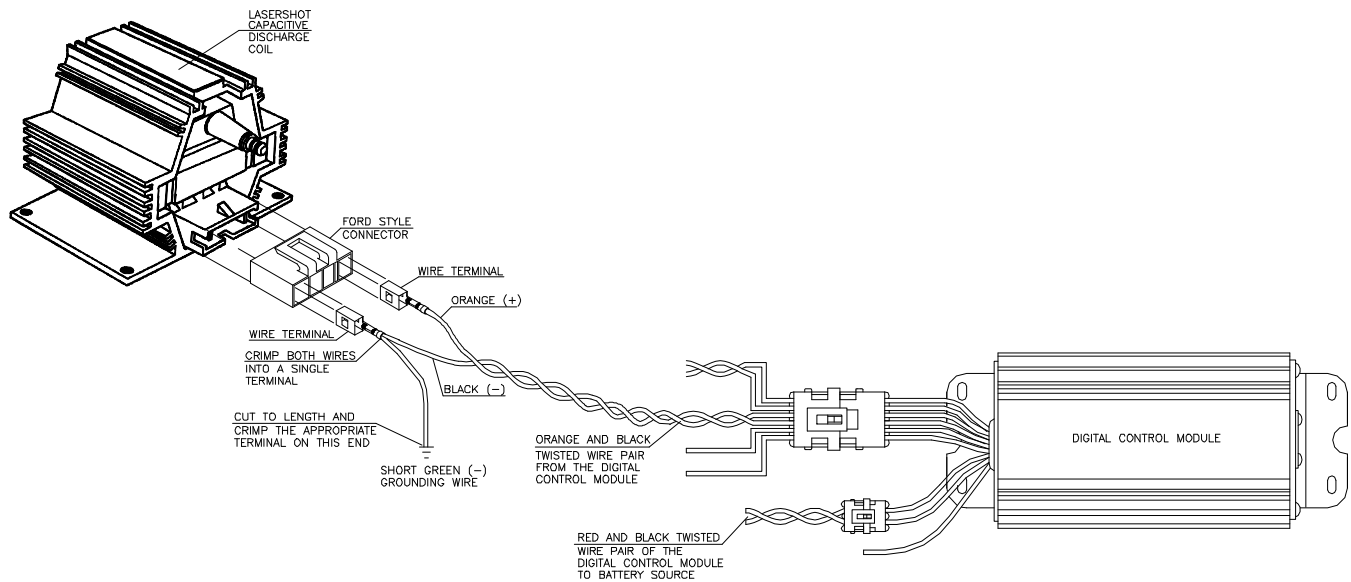 LASERSHOT
CAPACITIVE
DISCHARGE
COIL
FORD STYLE
CONNECTOR
WIRE TERMINAL
ORANGE (+)
WIRE TERMINAL
CRIMP BOTH WIRES
INTO A SINGLE
TERMINAL
BLACK (-)
CUT TO LENGTH AND
CRIMP THE APPROPRIATE
TERMINAL ON THIS END
SHORT GREEN (-)
GROUNDING WIRE
ORANGE AND BLACK
TWISTED WIRE PAIR
FROM THE DIGITAL
CONTROL MODULE
DIGITAL CONTROL MODULE
RED AND BLACK TWISTED
WIRE PAIR OF THE
DIGITAL CONTROL MODULE
TO BATTERY SOURCE